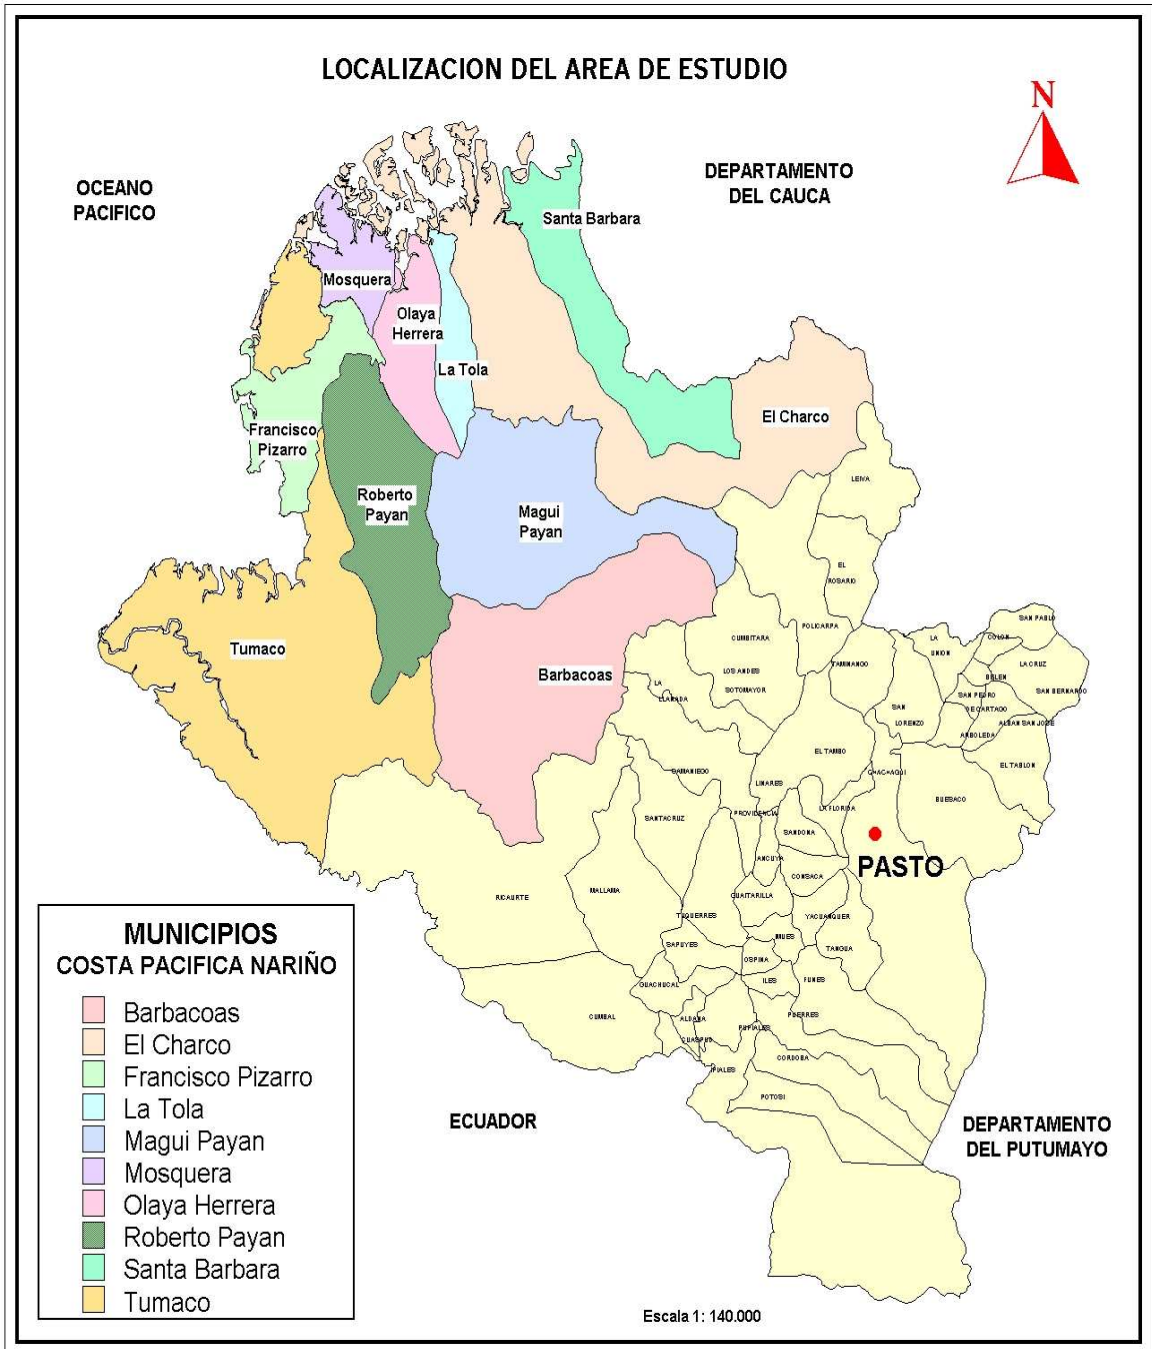 LOCALIZACION DEL AREA DE ESTUDIO
N
OCEANO
PACIFICO
DEPARTAMENTO
DEL CAUCA
Santa Barbara
Mosquera
Olaya
Herrera
La Tola
El Charco
Francisco
Pizarro
Roberto
Payan
Magui
Payan
Tumaco
Barbacoas
LEIVA
EL
ROSARIO
POLICARPA
CUMBITARA
LOS ANDES
SOTOMAYOR
LA
LLANADA
TAMINANGO
LA
UNION
COLON
SAN PABLO
LA CRUZ
BELEN
SAN BERNARDO
SAN PEDRO
DE CARTAGO
SAN
LORENZO
ARBOLEDA
ALBAN SAN JOSE
EL TABLON
EL TAMBO
CHACHAGUI
BUESACO
SAMANIEGO
LINARES
LA FLORIDA
SANTACRUZ
PROVIDENCIA
SANDONA
PASTO
ANCUYA
CONSACA
RICAURTE
MALLAMA
GUAITARILLA
TUQUERRES
YACUANQUER
IMUES
TANGUA
SAPUYES
OSPINA
GUACHUCAL
ILES
FUNES
CUMBAL
ALDANA
PUERRES
PUPIALES
CUASPUD
CORDOBA
IPIALES
POTOSI
ECUADOR
DEPARTAMENTO
DEL PUTUMAYO
MUNICIPIOS
COSTA PACIFICA NARIÑO
Barbacoas
El Charco
Francisco Pizarro
La Tola
Magui Payan
Mosquera
Olaya Herrera
Roberto Payan
Santa Barbara
Tumaco
Escala 1: 140.000